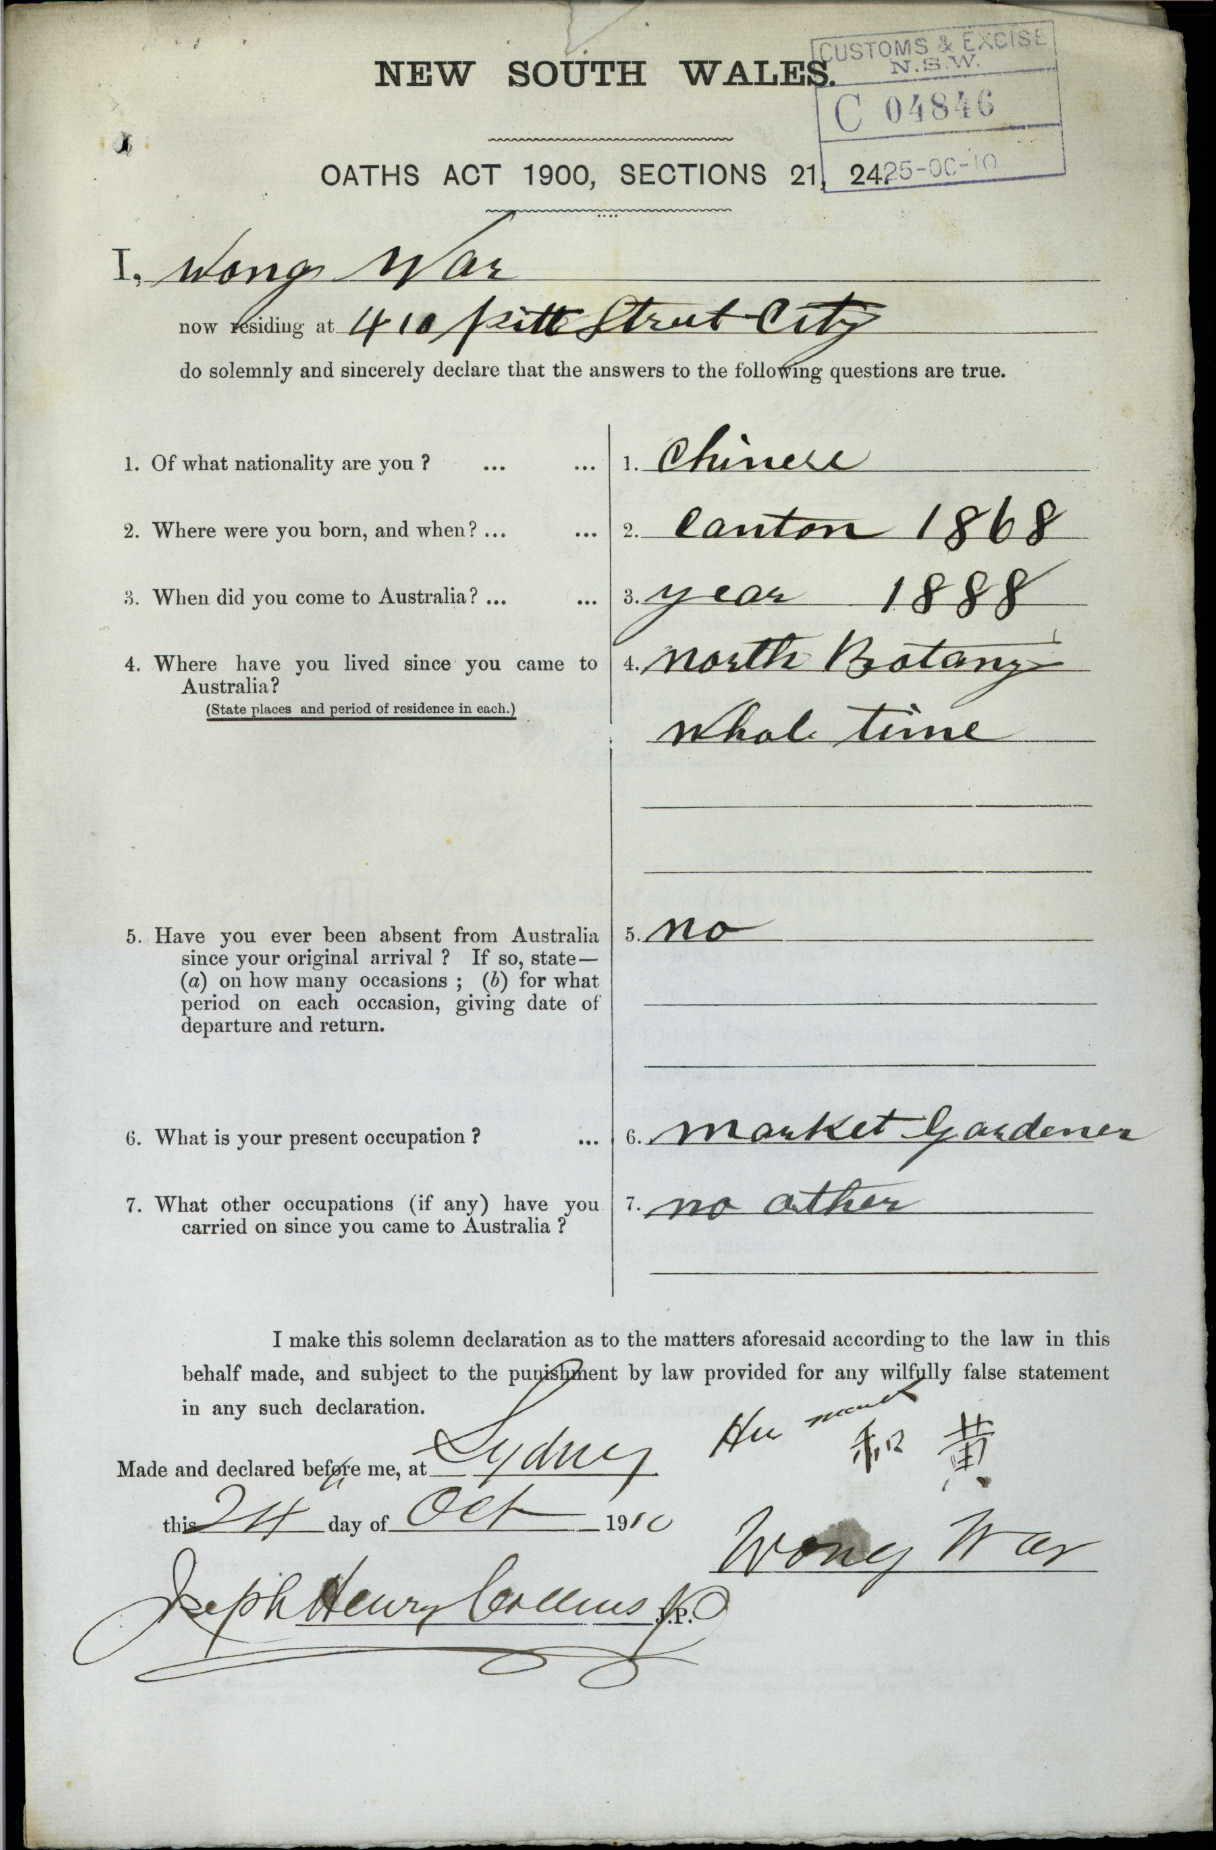 NEW SOUTH WALES.
CUSTOMS & EXCISE
N.S.W.
C 04846
25-OC-10
OATHS ACT 1900, SECTIONS 21, 24.
I, Wong War
now residing at 410 Pitt Street City
do solemnly and sincerely declare that the answers to the following questions are true.
1. Of what nationality are you ? ... ... 1. Chinese
2. Where were you born, and when? ... ... 2. Canton 1868
3. When did you come to Australia? ... ... 3. year 1888
4. Where have you lived since you came to 4. North Botany
Australia?
(State places and period of residence in each.)
whole time
5. Have you ever been absent from Australia 5. no
since your original arrival ? If so, state—
(a) on how many occasions ; (b) for what
period on each occasion, giving date of
departure and return.
6. What is your present occupation ? ... 6. Market Gardener
7. What other occupations (if any) have you 7. no other
carried on since you came to Australia ?
I make this solemn declaration as to the matters aforesaid according to the law in this
behalf made, and subject to the punishment by law provided for any wilfully false statement
in any such declaration.
His mark
和 黄
Made and declared before me, at Sydney
this 24 day of Oct 1910
Wong War
Joseph Henry Collins J.P.